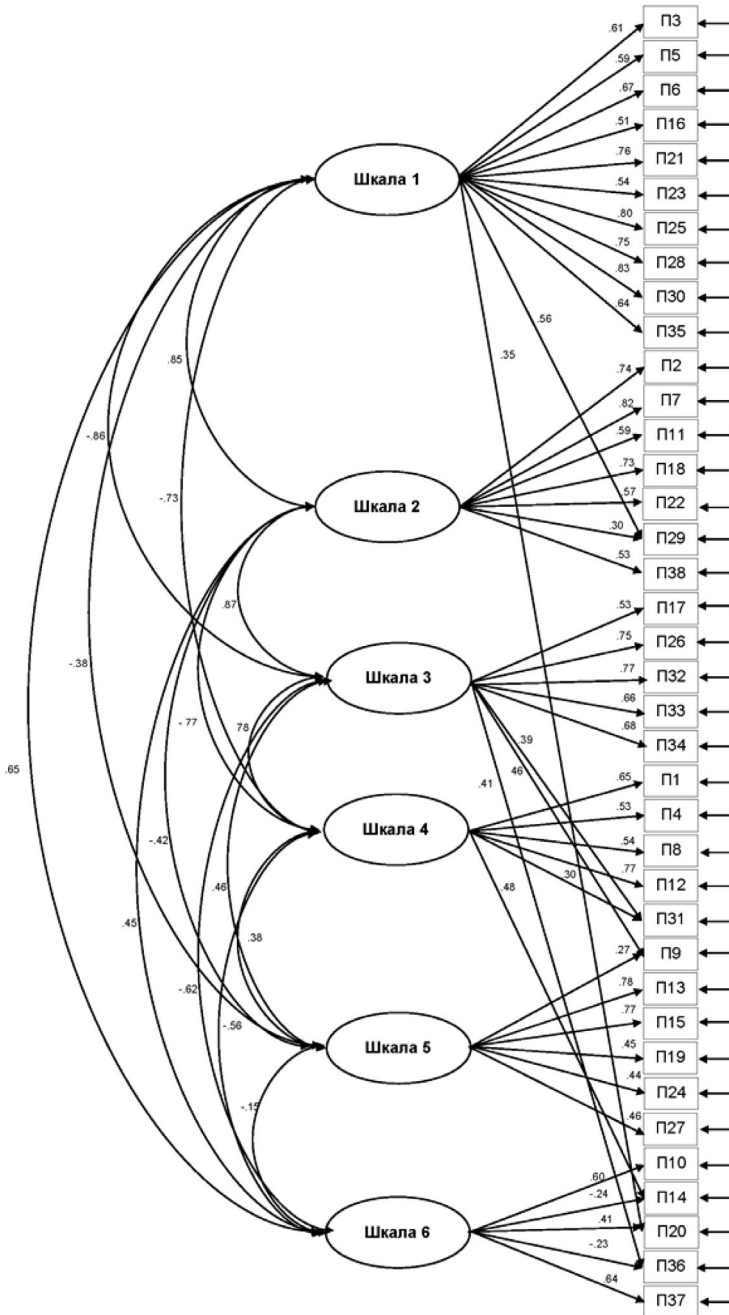 П3
.61
П5
.59
П6
.67
П16
.51
П21
.76
Шкала 1
П23
.54
П25
.80
П28
.75
П30
.83
П35
.64
.56
.35
.85
П2
.74
П7
.82
П11
.59
-.86
-.73
П18
.73
Шкала 2
П22
.57
П29
.30
П38
.53
.87
П17
.53
П26
.75
-.38
Шкала 3
П32
.77
П33
.66
П34
.68
-.77
78
.39
46
.65
.41
П1
.65
П4
.53
Шкала 4
П8
.54
П12
.77
.30
П31
.48
-.42
.46
.45
.38
П9
.27
П13
.78
-.62
П15
.77
-.56
Шкала 5
П19
.45
П24
.44
-.15
П27
.46
П10
.60
П14
-.24
Шкала 6
П20
.41
П36
-.23
П37
.64